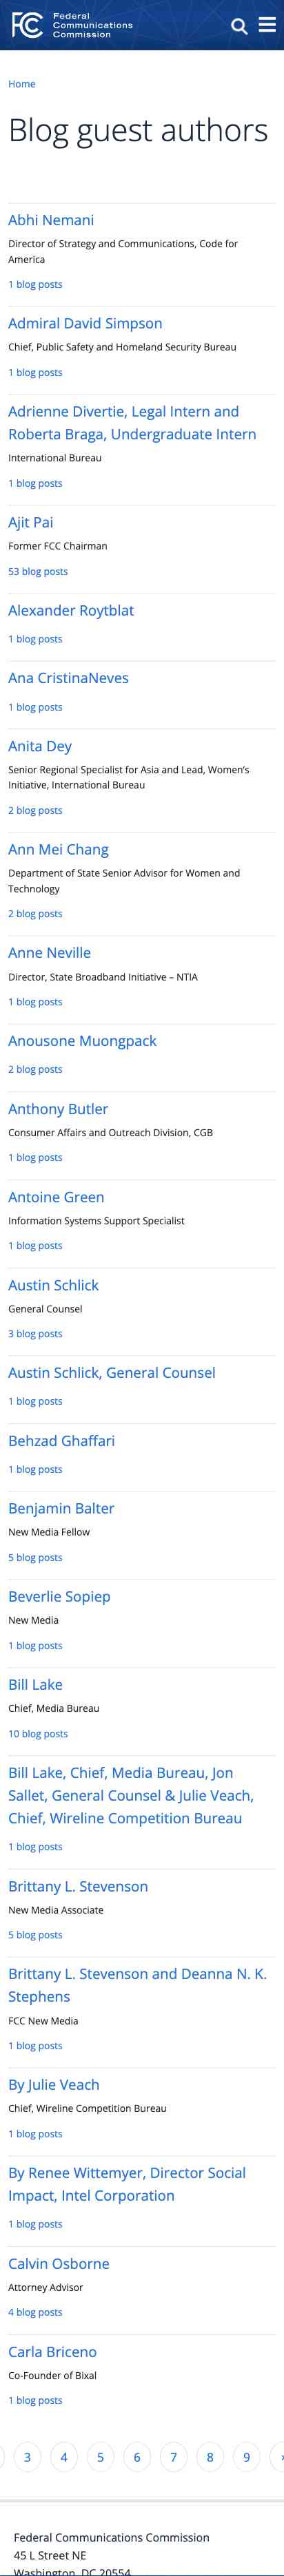 FC
Federal
Communications
Commission
Home
Blog guest authors
Abhi Nemani
Director of Strategy and Communications, Code for
America
1 blog posts
Admiral David Simpson
Chief, Public Safety and Homeland Security Bureau
1 blog posts
Adrienne Divertie, Legal Intern and
Roberta Braga, Undergraduate Intern
International Bureau
1 blog posts
Ajit Pai
Former FCC Chairman
53 blog posts
Alexander Roytblat
1 blog posts
Ana CristinaNeves
1 blog posts
Anita Dey
Senior Regional Specialist for Asia and Lead, Women's
Initiative, International Bureau
2 blog posts
Ann Mei Chang
Department of State Senior Advisor for Women and
Technology
2 blog posts
Anne Neville
Director, State Broadband Initiative – NTIA
1 blog posts
Anousone Muongpack
2 blog posts
Anthony Butler
Consumer Affairs and Outreach Division, CGB
1 blog posts
Antoine Green
Information Systems Support Specialist
1 blog posts
Austin Schlick
General Counsel
3 blog posts
Austin Schlick, General Counsel
1 blog posts
Behzad Ghaffari
1 blog posts
Benjamin Balter
New Media Fellow
5 blog posts
Beverlie Sopiep
New Media
1 blog posts
Bill Lake
Chief, Media Bureau
10 blog posts
Bill Lake, Chief, Media Bureau, Jon
Sallet, General Counsel & Julie Veach,
Chief, Wireline Competition Bureau
1 blog posts
Brittany L. Stevenson
New Media Associate
5 blog posts
Brittany L. Stevenson and Deanna N. K.
Stephens
FCC New Media
1 blog posts
By Julie Veach
Chief, Wireline Competition Bureau
1 blog posts
By Renee Wittemyer, Director Social
Impact, Intel Corporation
1 blog posts
Calvin Osborne
Attorney Advisor
4 blog posts
Carla Briceno
Co-Founder of Bixal
1 blog posts
3 4 5 6 7 8 9
Federal Communications Commission
45 L Street NE
Washington, DC 20554